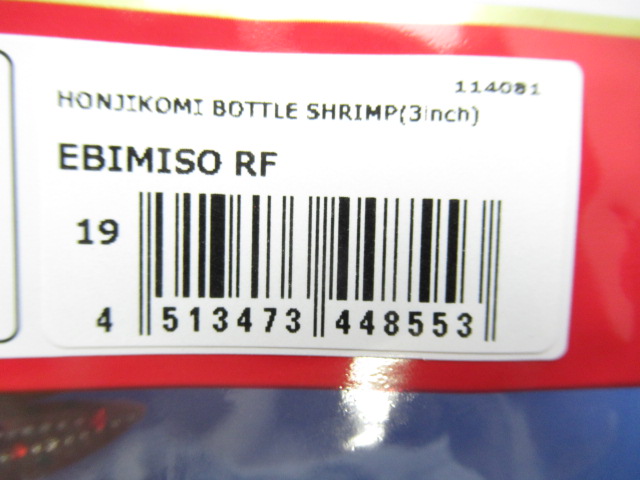 114081
HONJIKOMI BOTTLE SHRIMP(3inch)
EBIMISO RF
19
4 513473 448553